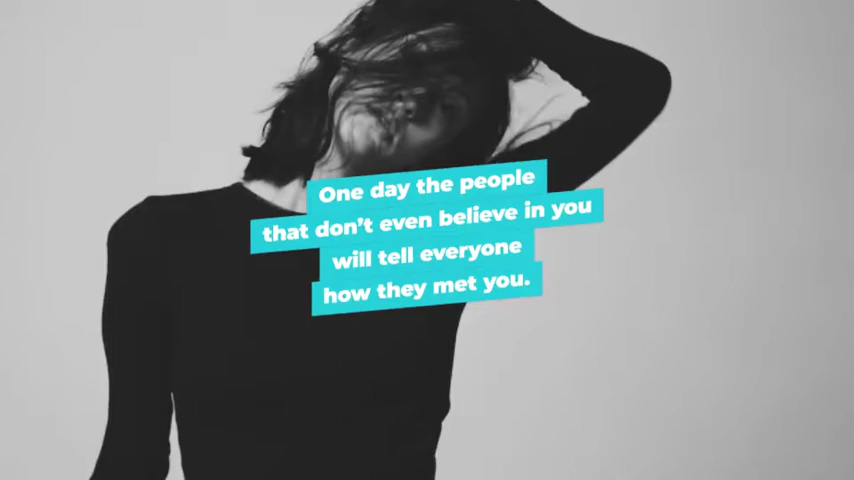 One day the people
that don’t even believe in you
will tell everyone
how they met you.